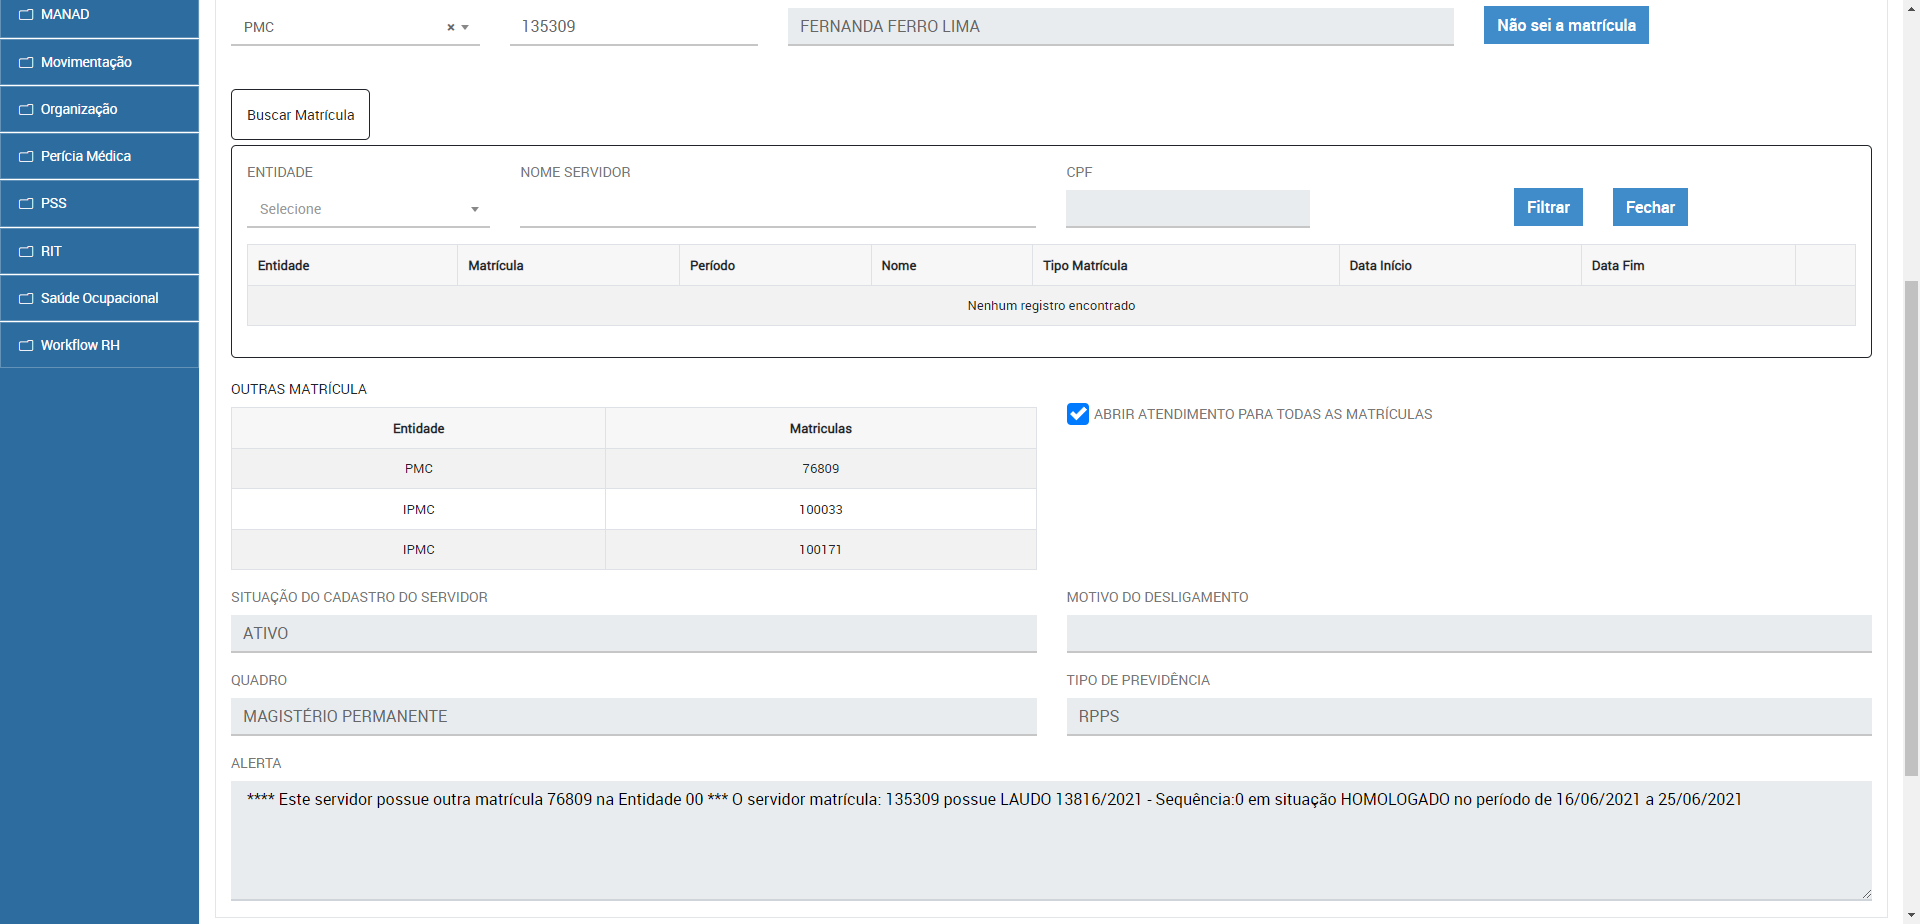 MANAD
Movimentação
Organização
Perícia Médica
PSS
RIT
Saúde Ocupacional
Workflow RH
PMC × 135309 FERNANDA FERRO LIMA Não sei a matrícula
Buscar Matrícula
ENTIDADE NOME SERVIDOR CPF
Selecione Filtrar Fechar
Entidade Matrícula Período Nome Tipo Matrícula Data Início Data Fim
Nenhum registro encontrado
OUTRAS MATRÍCULA
ABRIR ATENDIMENTO PARA TODAS AS MATRÍCULAS
Entidade Matriculas
PMC 76809
IPMC 100033
IPMC 100171
SITUAÇÃO DO CADASTRO DO SERVIDOR MOTIVO DO DESLIGAMENTO
ATIVO
QUADRO TIPO DE PREVIDÊNCIA
MAGISTÉRIO PERMANENTE RPPS
ALERTA
**** Este servidor possue outra matrícula 76809 na Entidade 00 *** O servidor matrícula: 135309 possue LAUDO 13816/2021 - Sequência:0 em situação HOMOLOGADO no período de 16/06/2021 a 25/06/2021